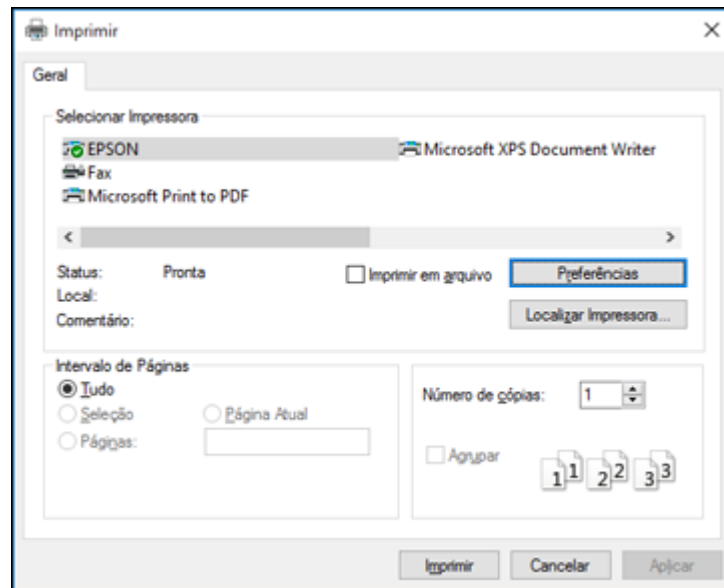 Imprimir
Geral
Selecionar Impressora
EPSON
Microsoft XPS Document Writer
Fax
Microsoft Print to PDF
Status: Pronta
Imprimir em arquivo
Preferências
Local:
Comentário:
Localizar Impressora...
Intervalo de Páginas
Tudo
Seleção
Página Atual
Páginas:
Número de cópias: 1
Agrupar
1 1 2 2 3 3
Imprimir
Cancelar
Aplicar